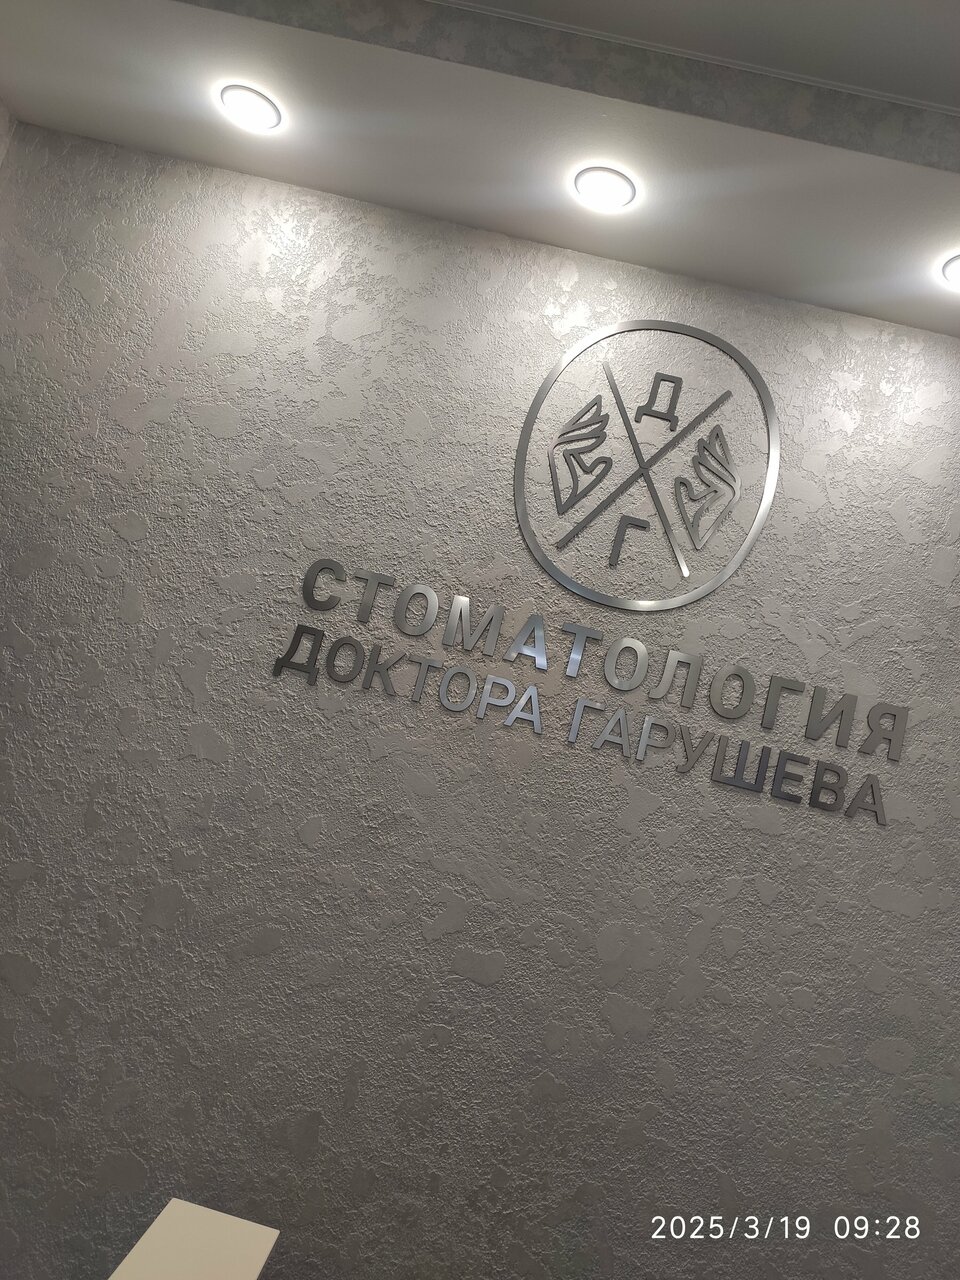 Д
Г
СТОМАТОЛОГИЯ
ДОКТОРА ГАРУШЕВА
2025/3/19 09:28